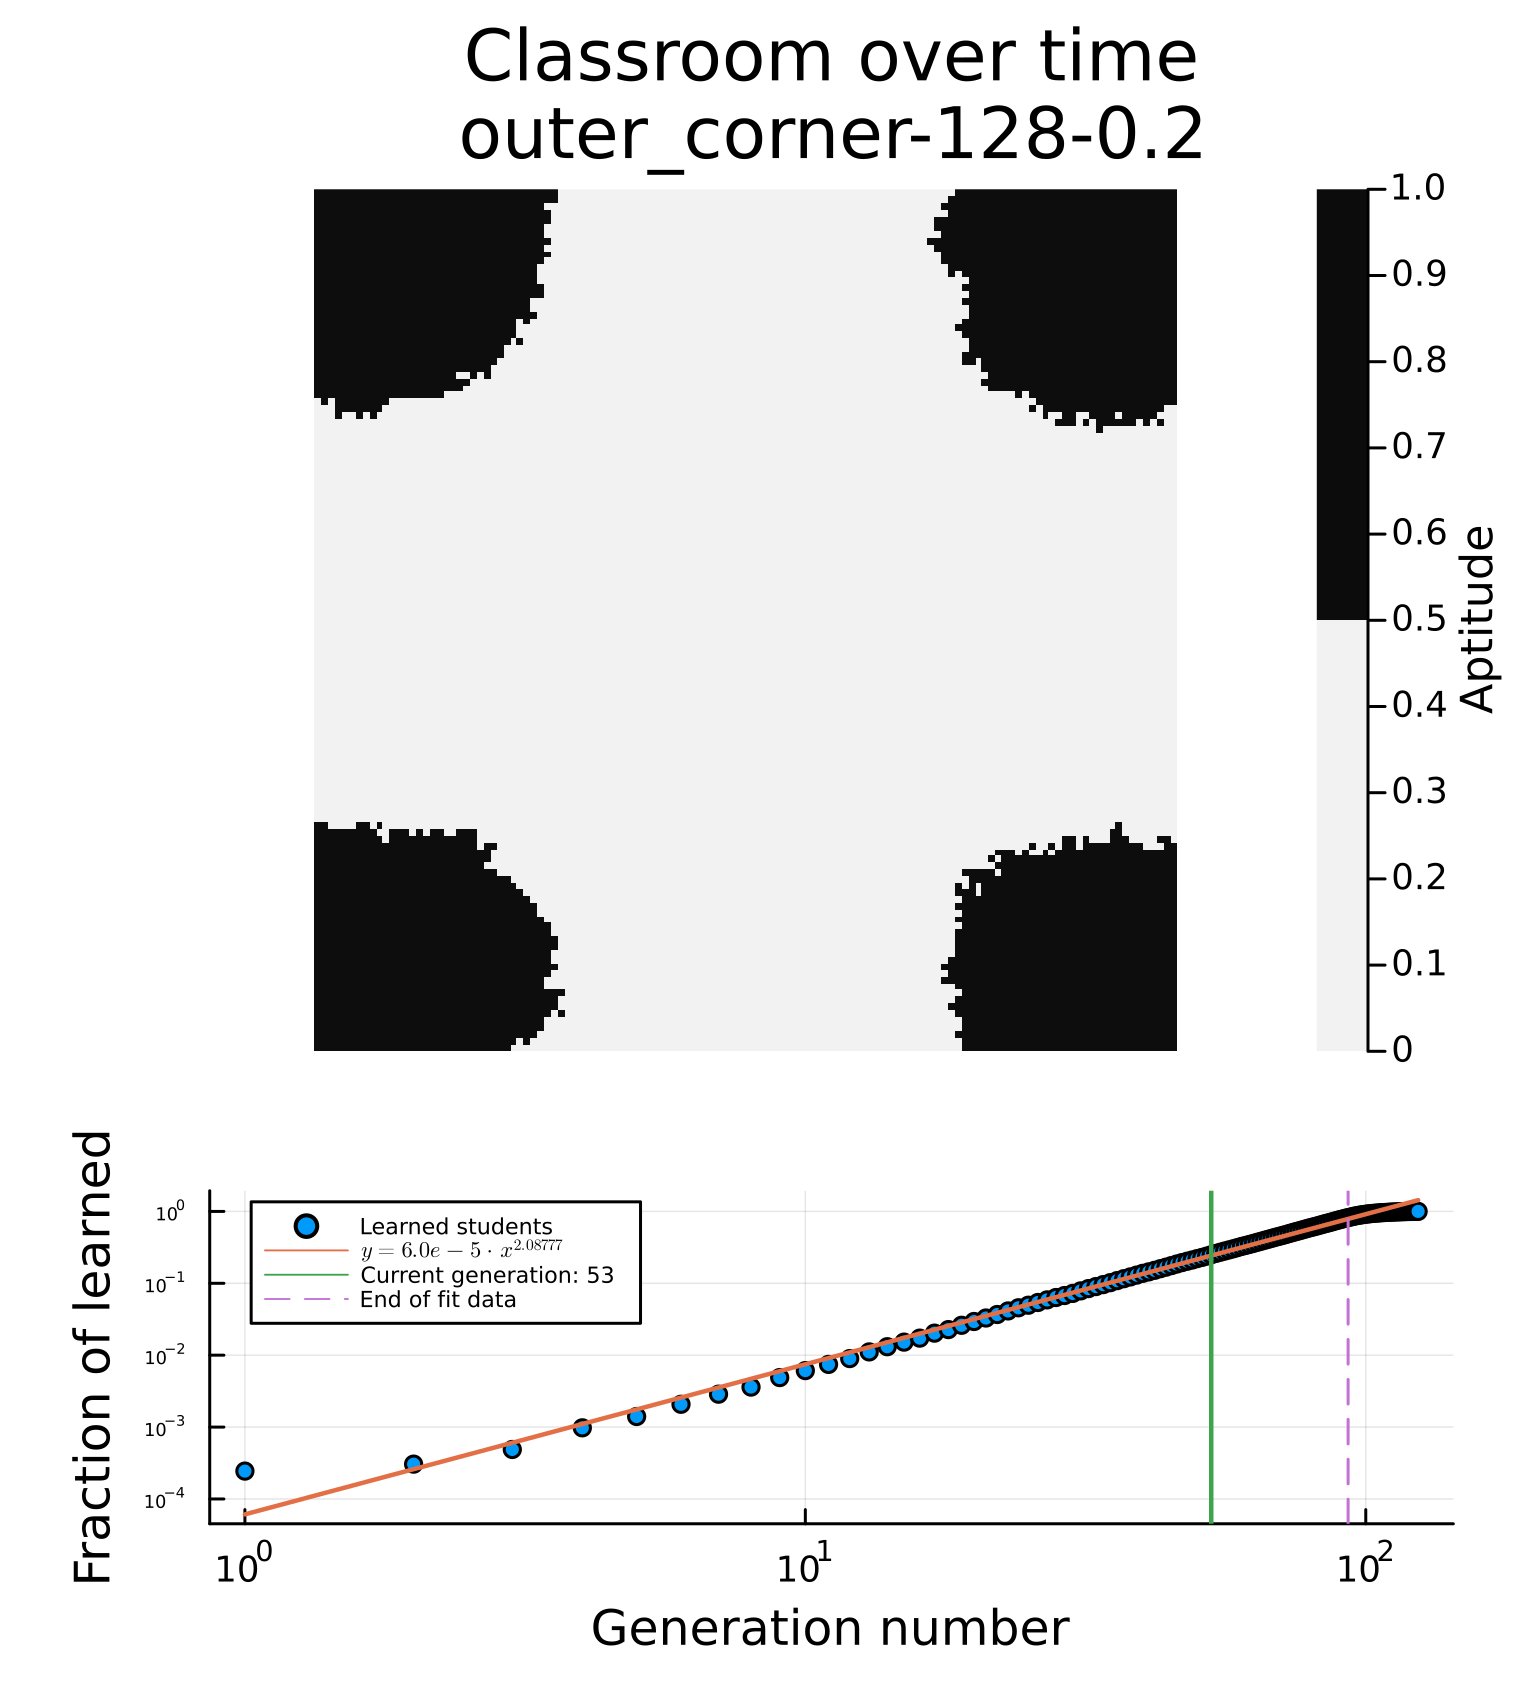 Classroom over time
outer_corner-128-0.2
1.0
0.9
0.8
0.7
0.6
0.5
0.4
0.3
0.2
0.1
0
Aptitude
Fraction of learned
10⁰
10⁻¹
10⁻²
10⁻³
10⁻⁴
Learned students
y = 6.0e − 5 · x^2.08777
Current generation: 53
End of fit data
10⁰ 10¹ 10²
Generation number